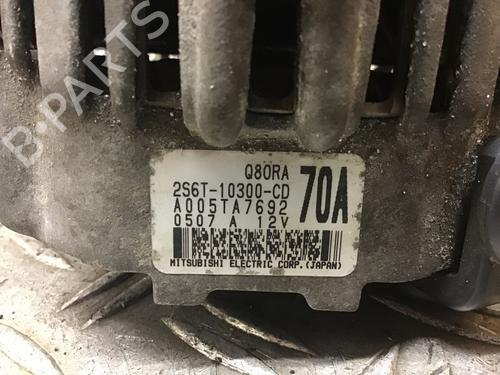 B-PARTS
Q80RA
2S6T-10300-CD
70A
A005TA7692
0507 A 12V
MITSUBISHI ELECTRIC CORP.(JAPAN)